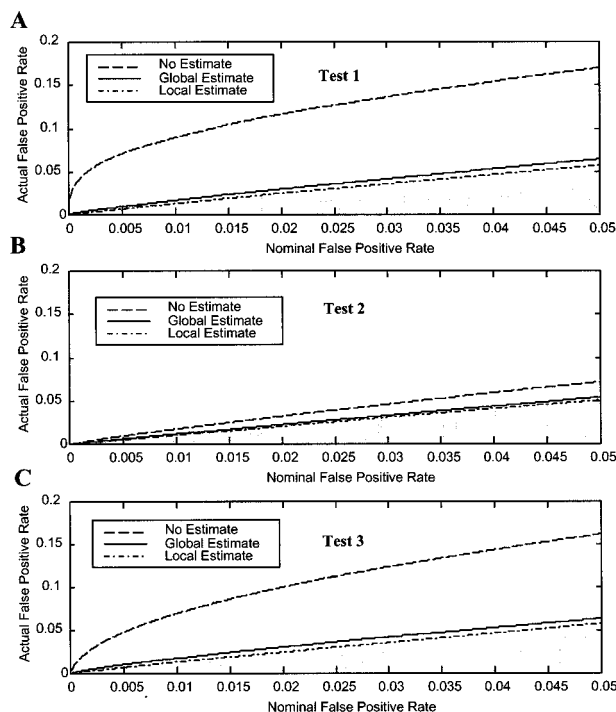 A
0.2
0.15
0.1
0.05
0
Actual False Positive Rate
No Estimate
Global Estimate
Local Estimate
Test 1
0.005 0.01 0.015 0.02 0.025 0.03 0.035 0.04 0.045 0.05
Nominal False Positive Rate
B
0.2
0.15
0.1
0.05
0
Actual False Positive Rate
No Estimate
Global Estimate
Local Estimate
Test 2
0 0.005 0.01 0.015 0.02 0.025 0.03 0.035 0.04 0.045 0.05
Nominal False Positive Rate
C
0.2
0.15
0.1
0.05
0
Actual False Positive Rate
No Estimate
Global Estimate
Local Estimate
Test 3
0 0.005 0.01 0.015 0.02 0.025 0.03 0.035 0.04 0.045 0.05
Nominal False Positive Rate